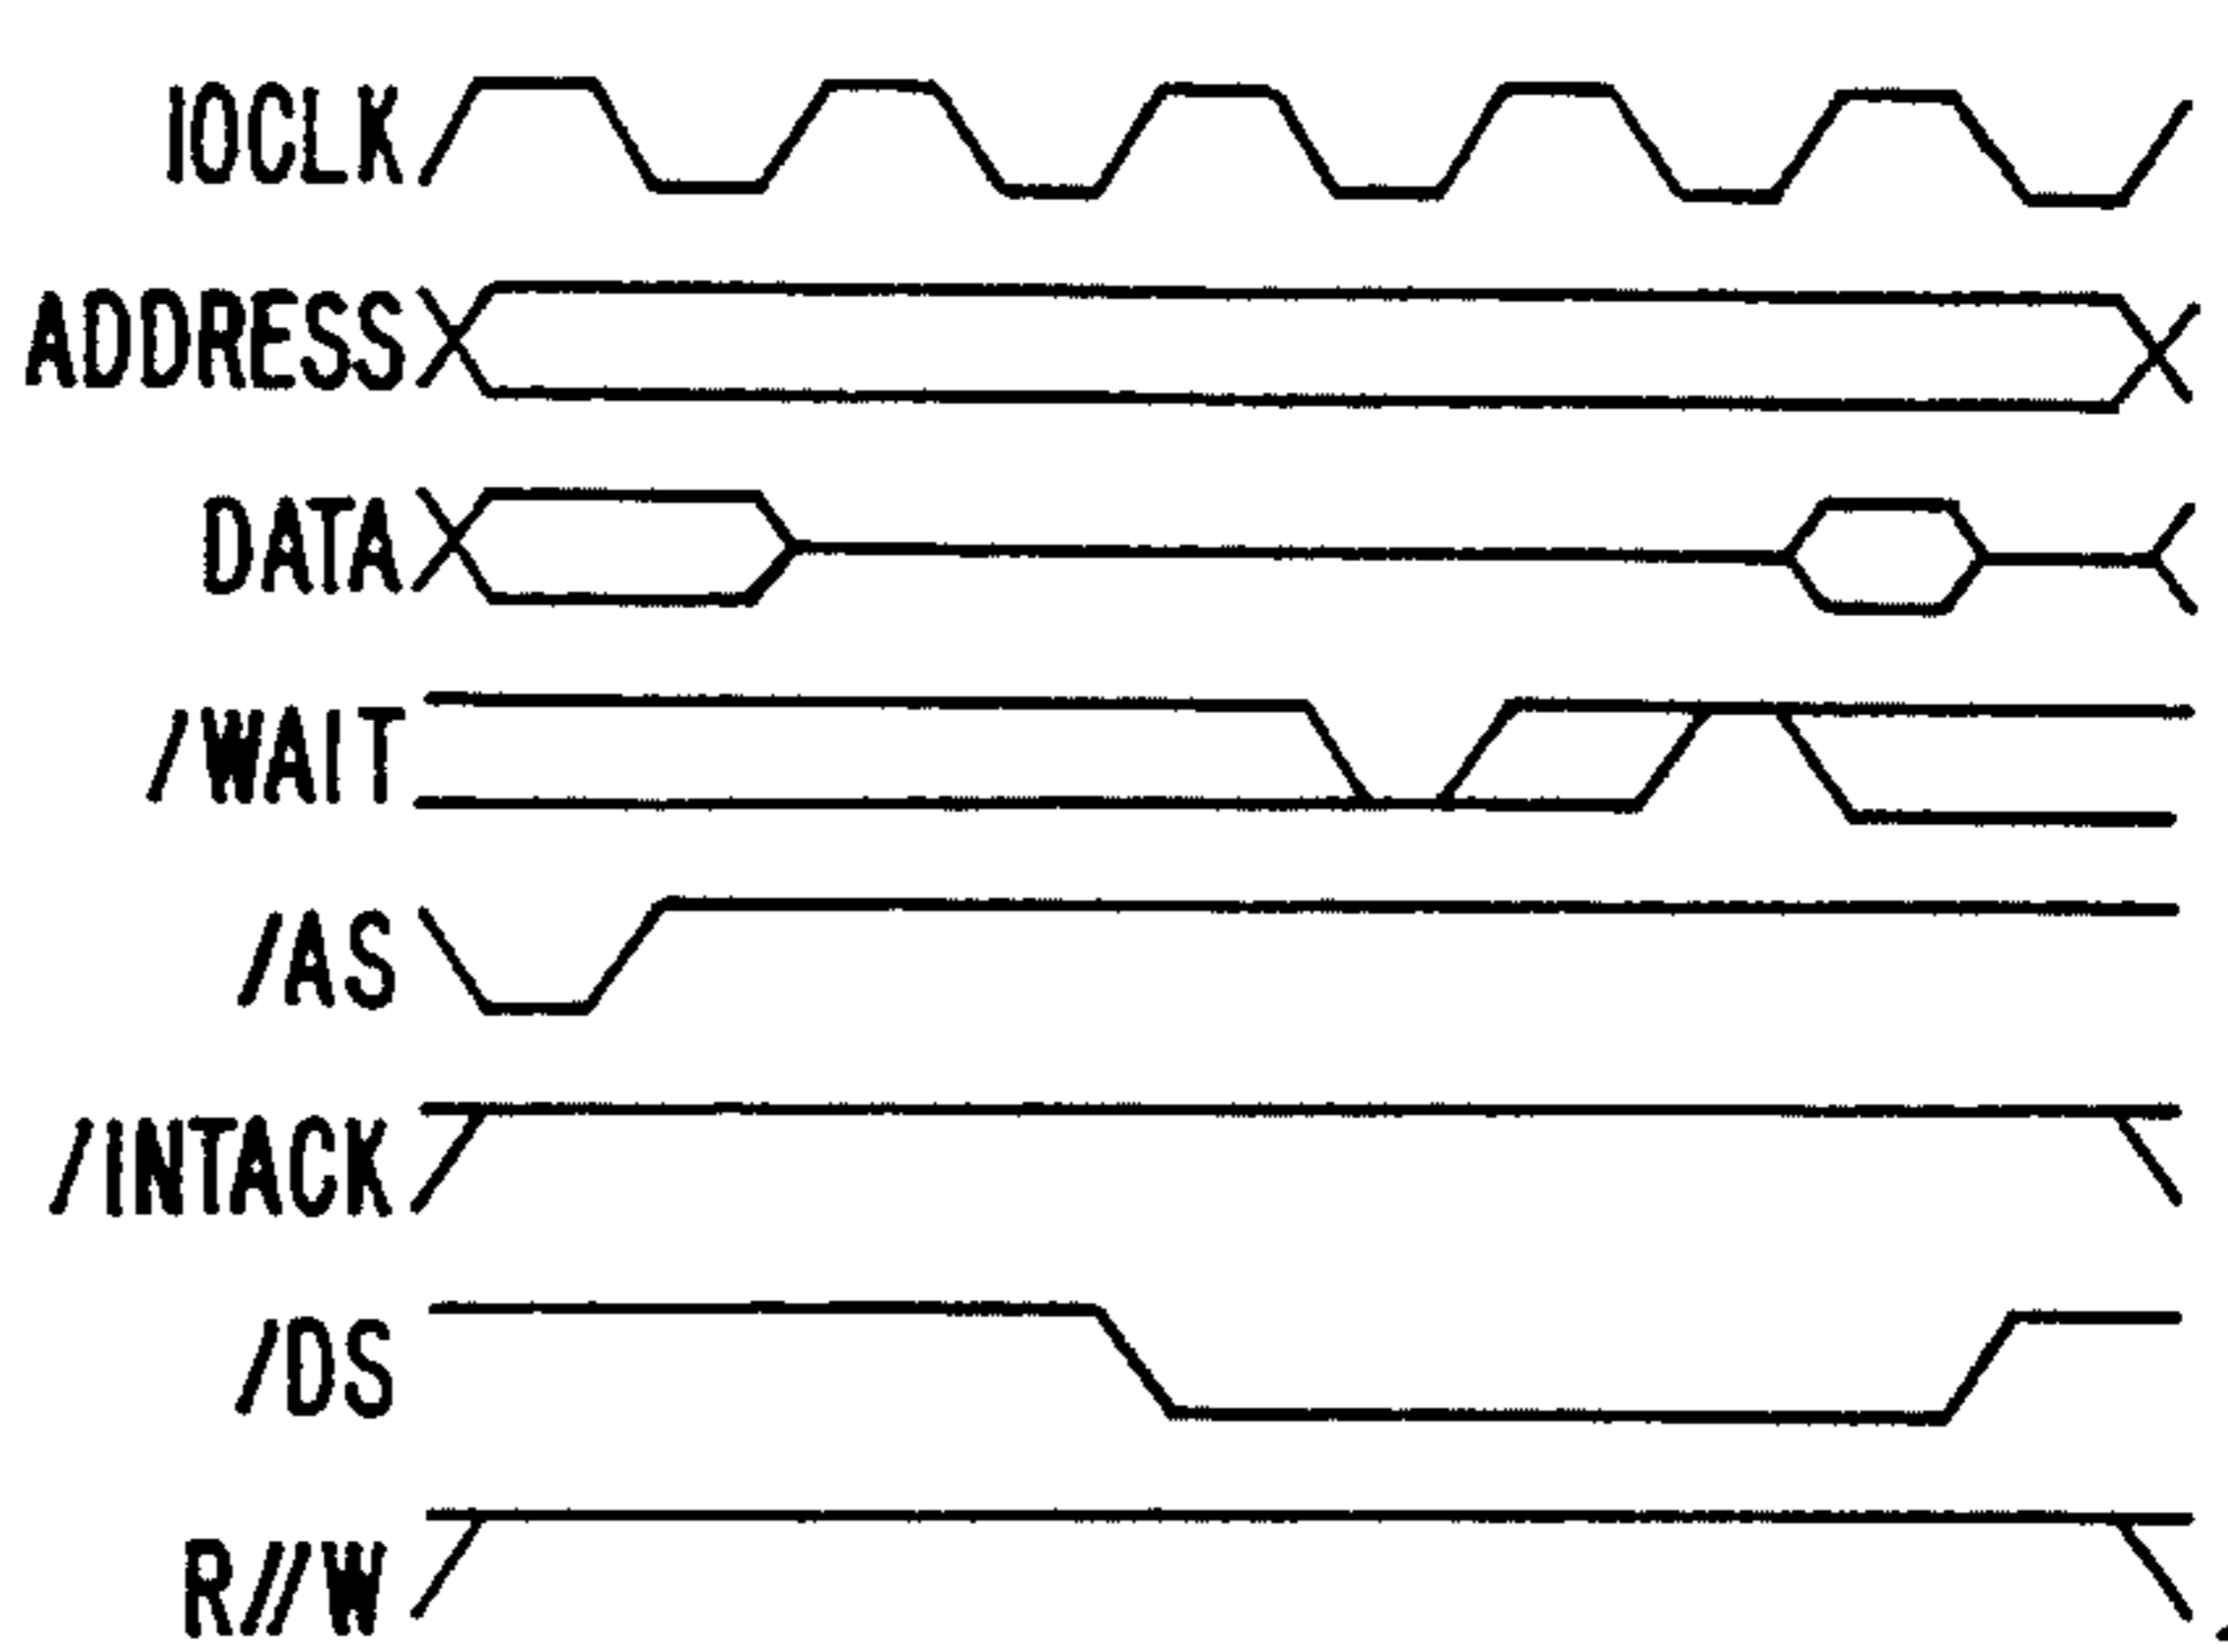 IOCLK
ADDRESS
DATA
/WAIT
/AS
/INTACK
/DS
R//W